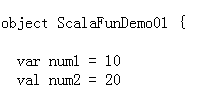 object ScalaFunDemo01 {
var num1 = 10
val num2 = 20